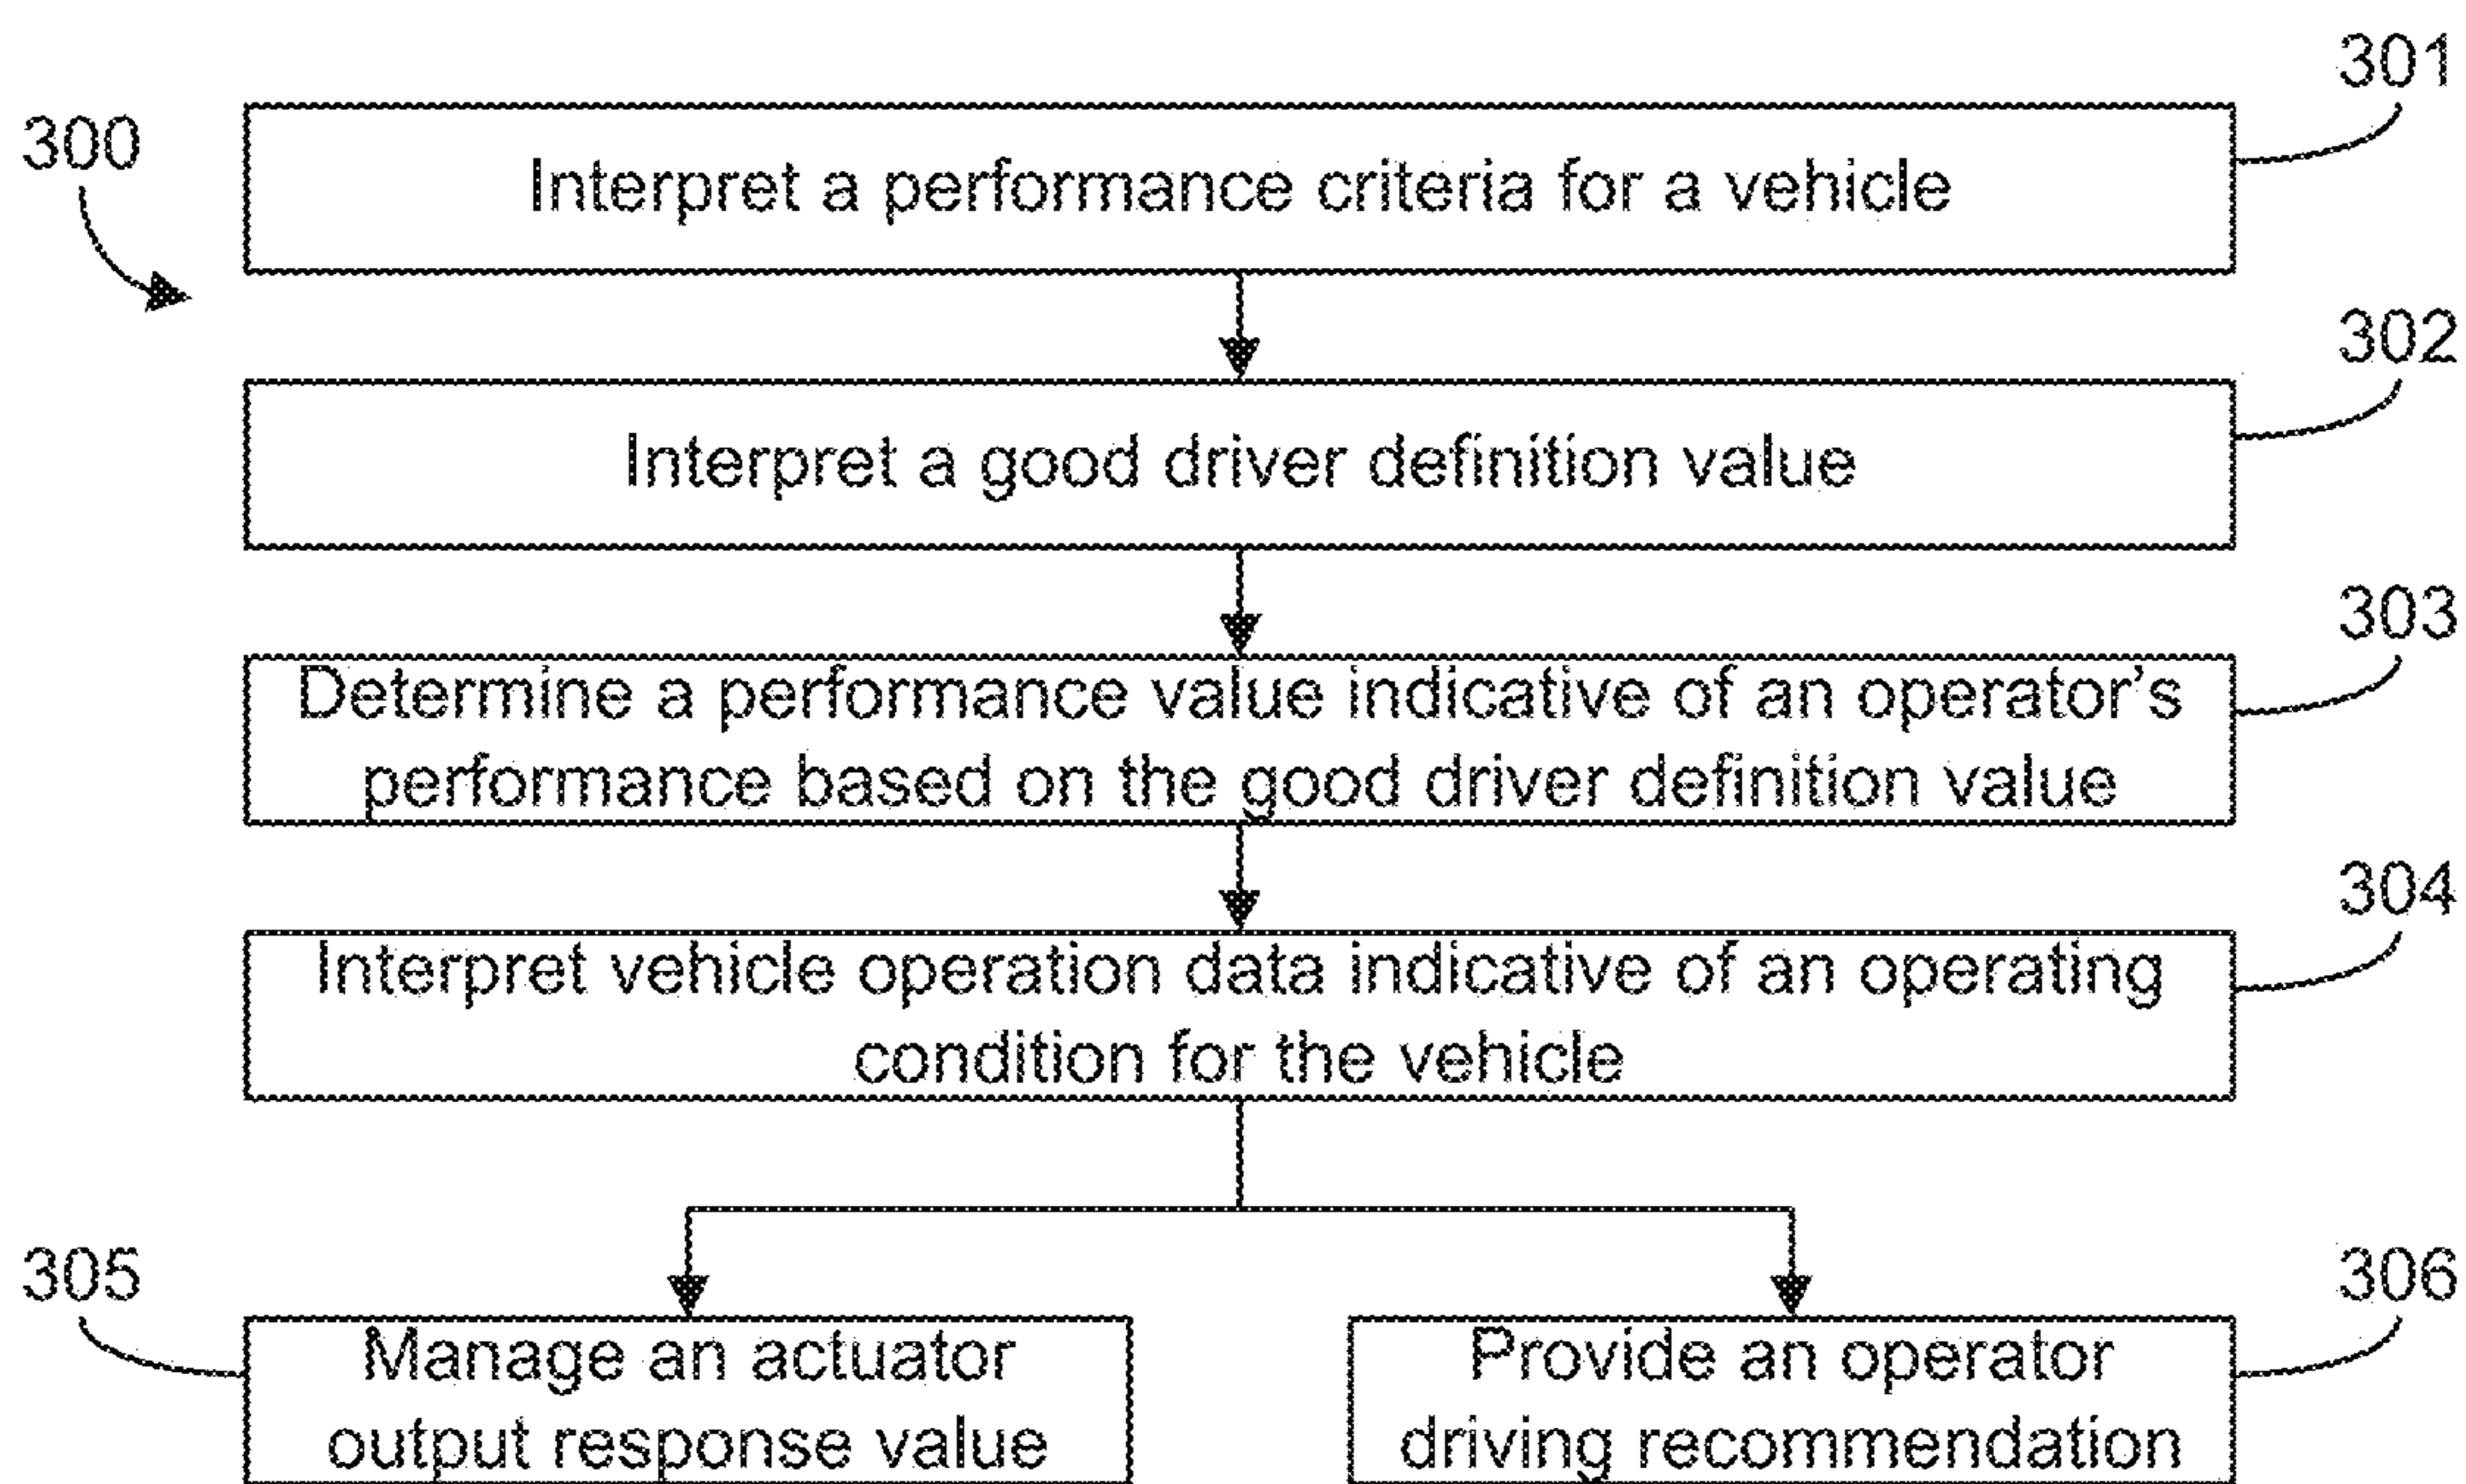 301
300
Interpret a performance criteria for a vehicle
302
Interpret a good driver definition value
303
Determine a performance value indicative of an operator's
performance based on the good driver definition value
304
Interpret vehicle operation data indicative of an operating
condition for the vehicle
305
306
Manage an actuator
output response value
Provide an operator
driving recommendation